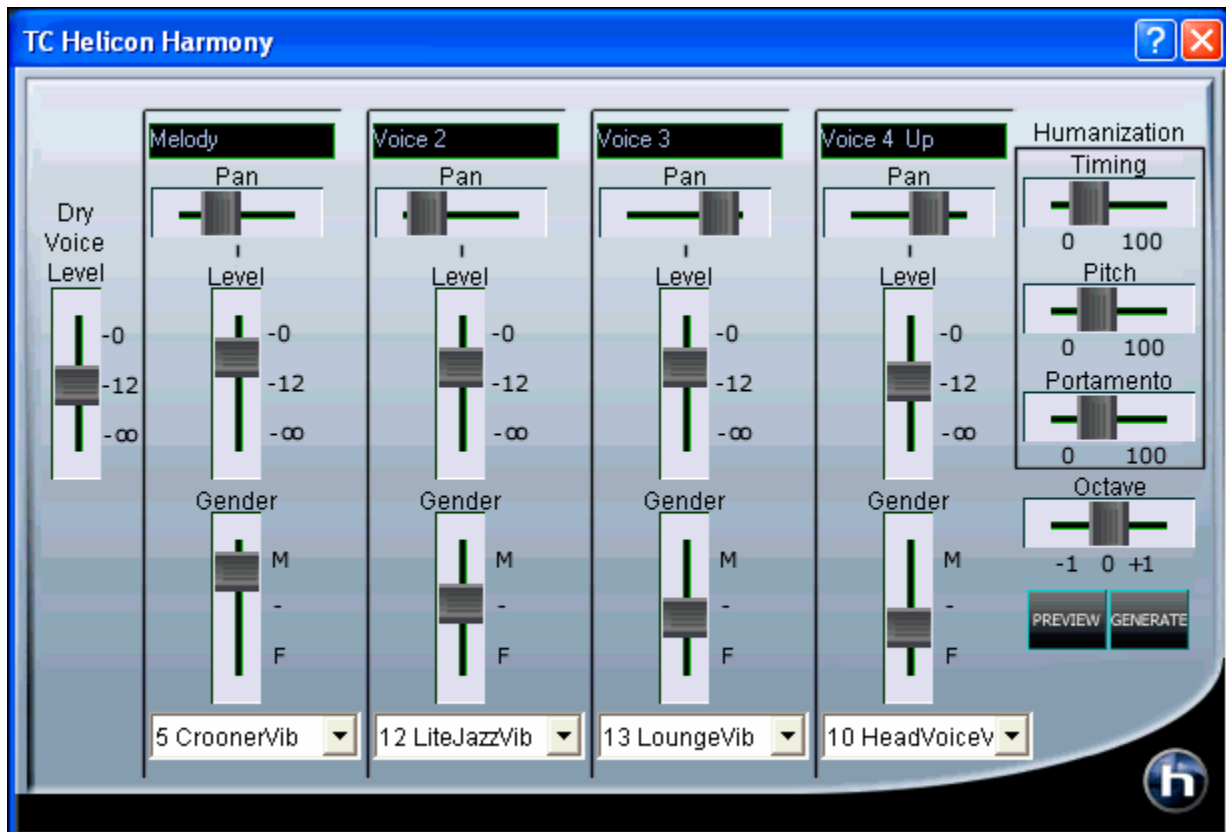 TC Helicon Harmony
?
Dry
Voice
Level
-0
-12
-∞
Melody
Pan
Level
-0
-12
-∞
Gender
M
-
F
5 CroonerVib
Voice 2
Pan
Level
-0
-12
-∞
Gender
M
-
F
12 LiteJazzVib
Voice 3
Pan
Level
-0
-12
-∞
Gender
M
-
F
13 LoungeVib
Voice 4 Up
Pan
Level
-0
-12
-∞
Gender
M
-
F
10 HeadVoiceV
Humanization
Timing
0 100
Pitch
0 100
Portamento
0 100
Octave
-1 0 +1
PREVIEW GENERATE
h